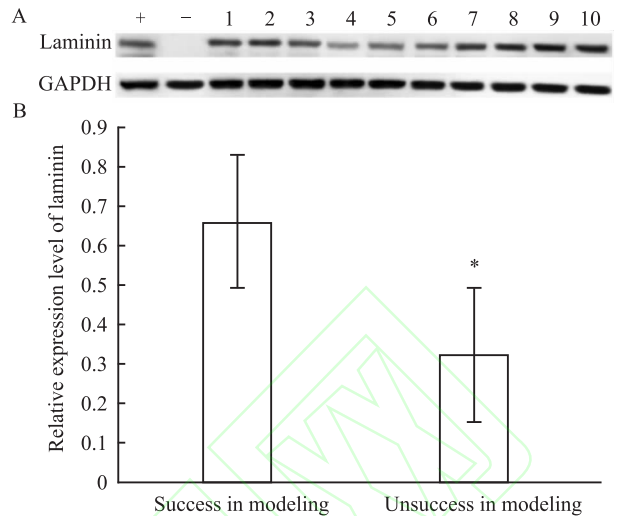 A
+ − 1 2 3 4 5 6 7 8 9 10
Laminin
GAPDH
B
Relative expression level of laminin
0.9
0.8
0.7
0.6
0.5
0.4
0.3
0.2
0.1
0
*
Success in modeling Unsuccess in modeling